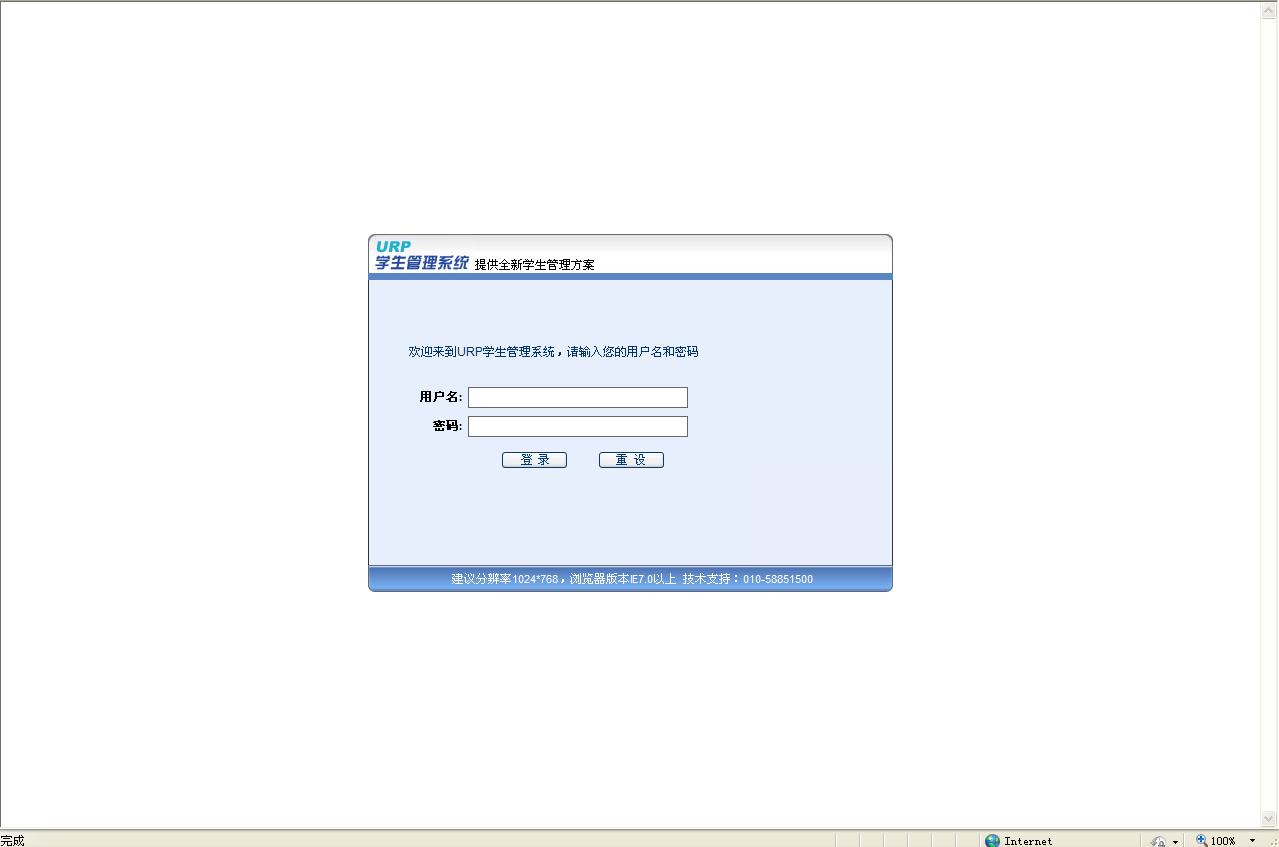 URP
学生管理系统 提供全新学生管理方案
欢迎来到URP学生管理系统，请输入您的用户名和密码
用户名:
密码:
登 录 重 设
建议分辨率1024*768，浏览器版本IE7.0以上 技术支持：010-58851500
完成 Internet 100%